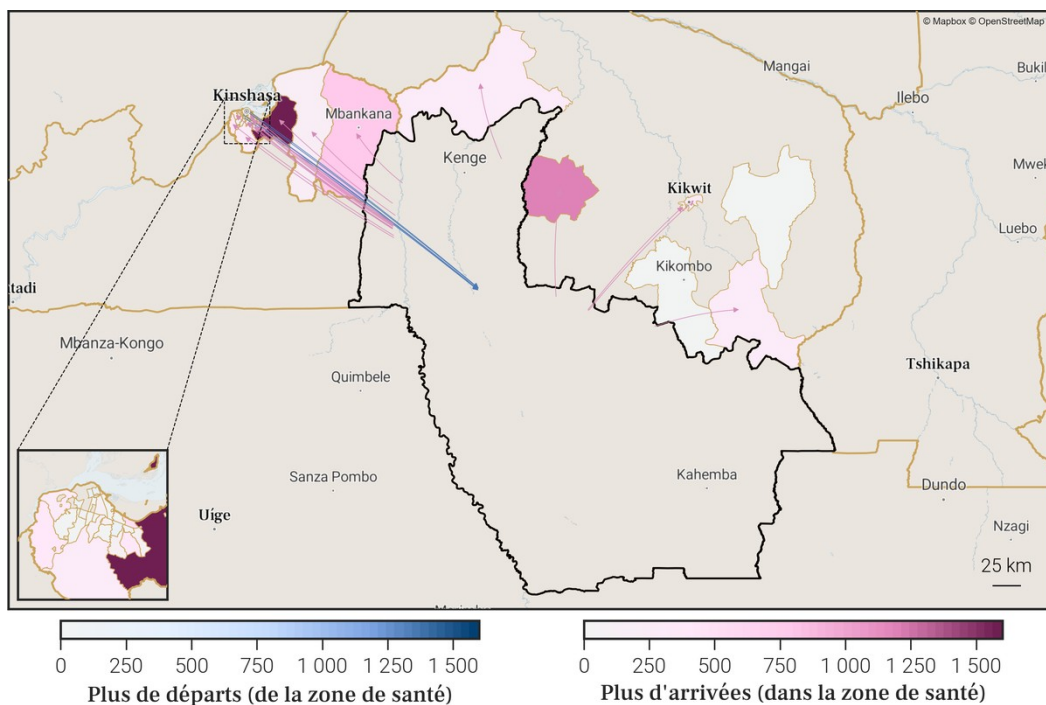 © Mapbox © OpenStreetMap
Mangai
Bukil
Kinshasa
Ilebo
Mbankana
Kenge
Mwek
Kikwit
Luebo
Kikombo
tadi
Mbanza-Kongo
Tshikapa
Quimbele
Sanza Pombo
Kahemba
Dundo
Uíge
Nzagi
25 km
0 250 500 750 1 000 1 250 1 500
Plus de départs (de la zone de santé)
0 250 500 750 1 000 1 250 1 500
Plus d'arrivées (dans la zone de santé)